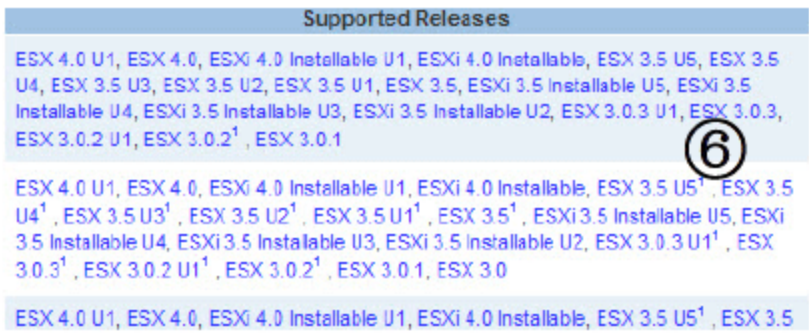 Supported Releases
ESX 4.0 U1, ESX 4.0, ESXi 4.0 Installable U1, ESXi 4.0 Installable, ESX 3.5 U5, ESX 3.5
U4, ESX 3.5 U3, ESX 3.5 U2, ESX 3.5 U1, ESX 3.5, ESXi 3.5 Installable U5, ESXi 3.5
Installable U4, ESXi 3.5 Installable U3, ESXi 3.5 Installable U2, ESX 3.0.3 U1, ESX 3.0.3,
ESX 3.0.2 U1, ESX 3.0.2¹ , ESX 3.0.1
⑥
ESX 4.0 U1, ESX 4.0, ESXi 4.0 Installable U1, ESXi 4.0 Installable, ESX 3.5 U5¹ , ESX 3.5
U4¹ , ESX 3.5 U3¹ , ESX 3.5 U2¹ , ESX 3.5 U1¹ , ESX 3.5¹ , ESXi 3.5 Installable U5, ESXi
3.5 Installable U4, ESXi 3.5 Installable U3, ESXi 3.5 Installable U2, ESX 3.0.3 U1¹ , ESX
3.0.3¹ , ESX 3.0.2 U1¹ , ESX 3.0.2¹ , ESX 3.0.1, ESX 3.0
ESX 4.0 U1, ESX 4.0, ESXi 4.0 Installable U1, ESXi 4.0 Installable, ESX 3.5 U5¹ , ESX 3.5